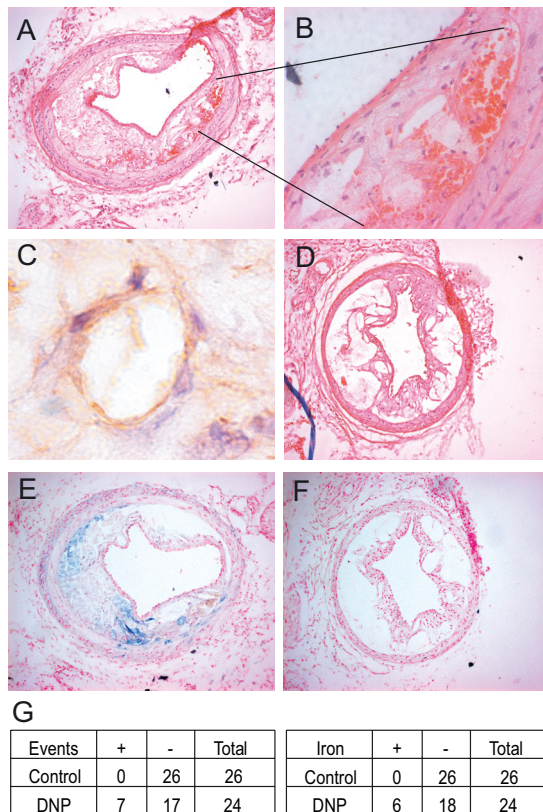 A
B
C
D
E
F
G
Events + - Total
Control 0 26 26
DNP 7 17 24
Iron + - Total
Control 0 26 26
DNP 6 18 24